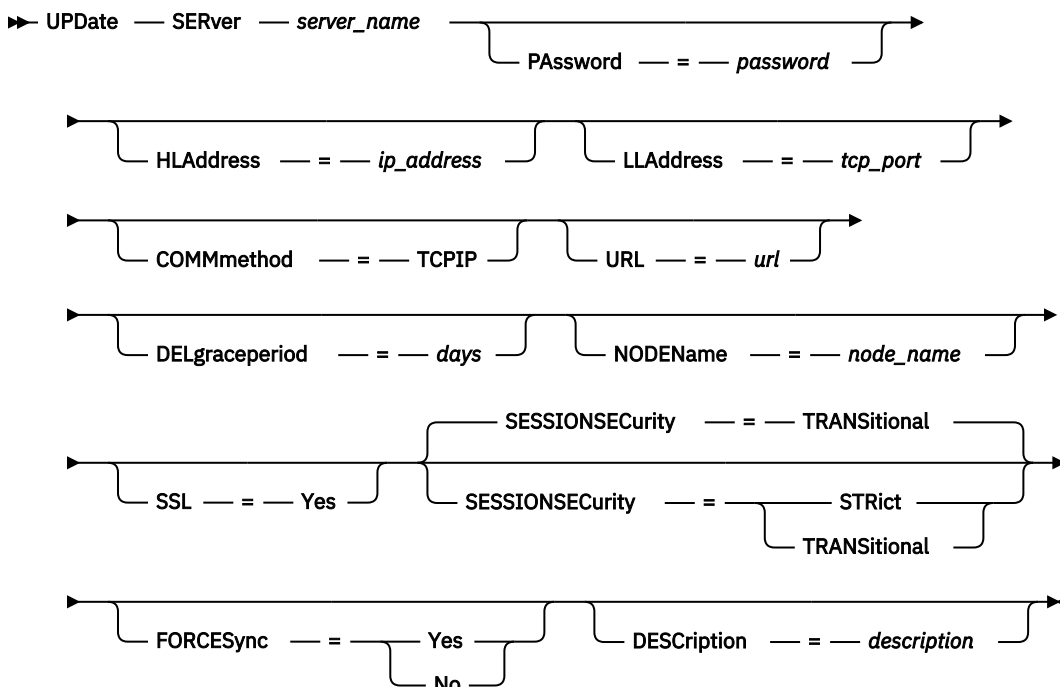 UPDate SERver server_name
PAssword = password
HLAddress = ip_address LLAddress = tcp_port
COMMmethod = TCPIP URL = url
DELgraceperiod = days NODEName = node_name
SESSIONSECurity = TRANSitional
SSL = Yes SESSIONSECurity = STRict
TRANSitional
FORCESync = Yes DESCription = description
No